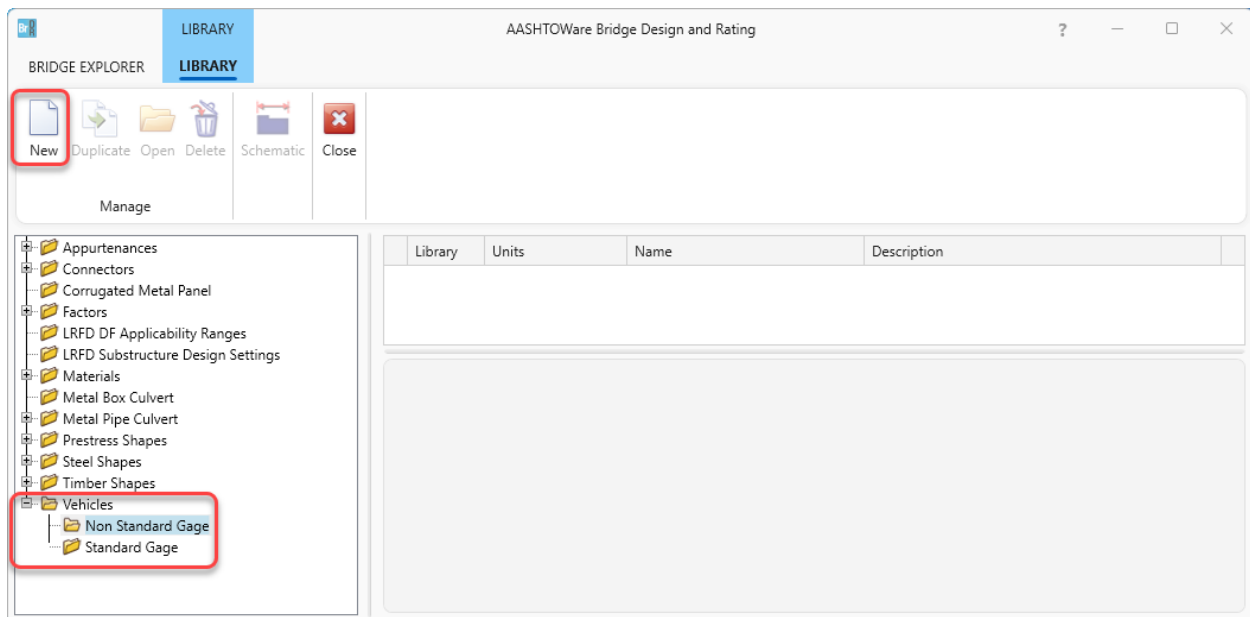 Br R
LIBRARY
AASHTOWare Bridge Design and Rating
?
BRIDGE EXPLORER LIBRARY
New Duplicate Open Delete Schematic Close
Manage
Appurtenances
Connectors
Corrugated Metal Panel
Factors
LRFD DF Applicability Ranges
LRFD Substructure Design Settings
Materials
Metal Box Culvert
Metal Pipe Culvert
Prestress Shapes
Steel Shapes
Timber Shapes
Vehicles
Non Standard Gage
Standard Gage
Library Units Name Description